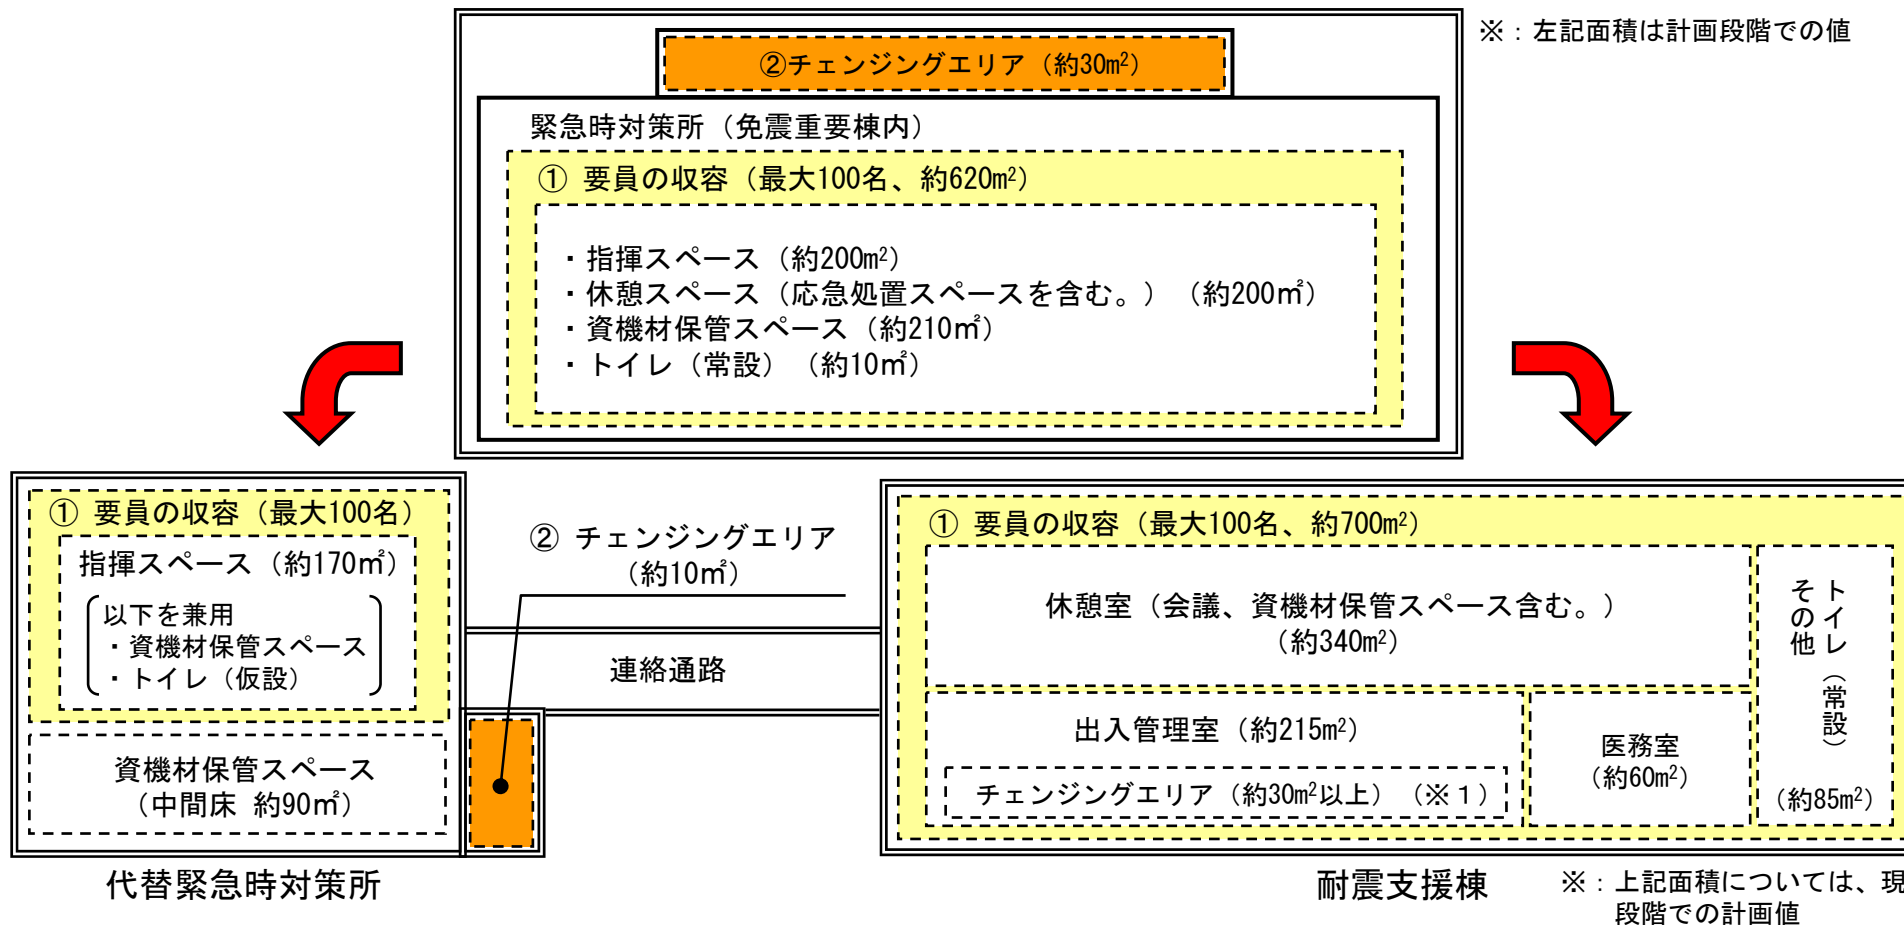 ※：左記面積は計画段階での値
②チェンジングエリア（約30m²）
緊急時対策所（免震重要棟内）
① 要員の収容（最大100名、約620m²）
・指揮スペース（約200m²）
・休憩スペース（応急処置スペースを含む。）（約200㎡）
・資機材保管スペース（約210㎡）
・トイレ（常設）（約10㎡）
① 要員の収容（最大100名）
指揮スペース（約170㎡）
以下を兼用
・資機材保管スペース
・トイレ（仮設）
資機材保管スペース
（中間床 約90㎡）
代替緊急時対策所
② チェンジングエリア
（約10㎡）
連絡通路
① 要員の収容（最大100名、約700m²）
休憩室（会議、資機材保管スペース含む。）
（約340m²）
出入管理室（約215m²）
チェンジングエリア（約30m²以上）（※１）
医務室
（約60m²）
トイレ（常設）
その他
（約85m²）
耐震支援棟
※：上記面積については、現
段階での計画値